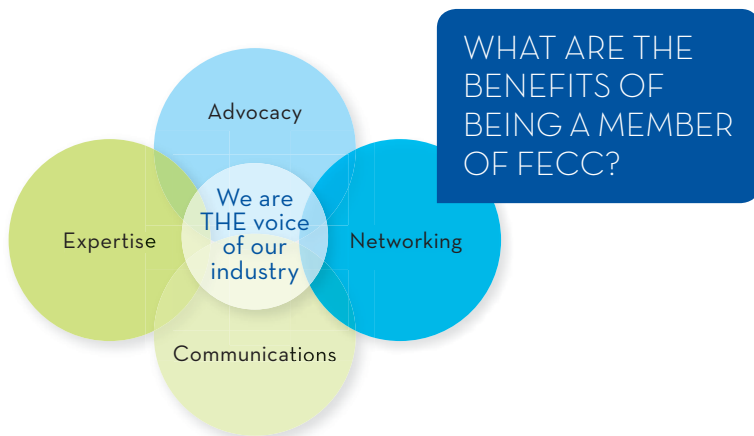 WHAT ARE THE
BENEFITS OF
BEING A MEMBER
OF FECC?
Advocacy
Expertise
We are
THE voice
of our
industry
Networking
Communications